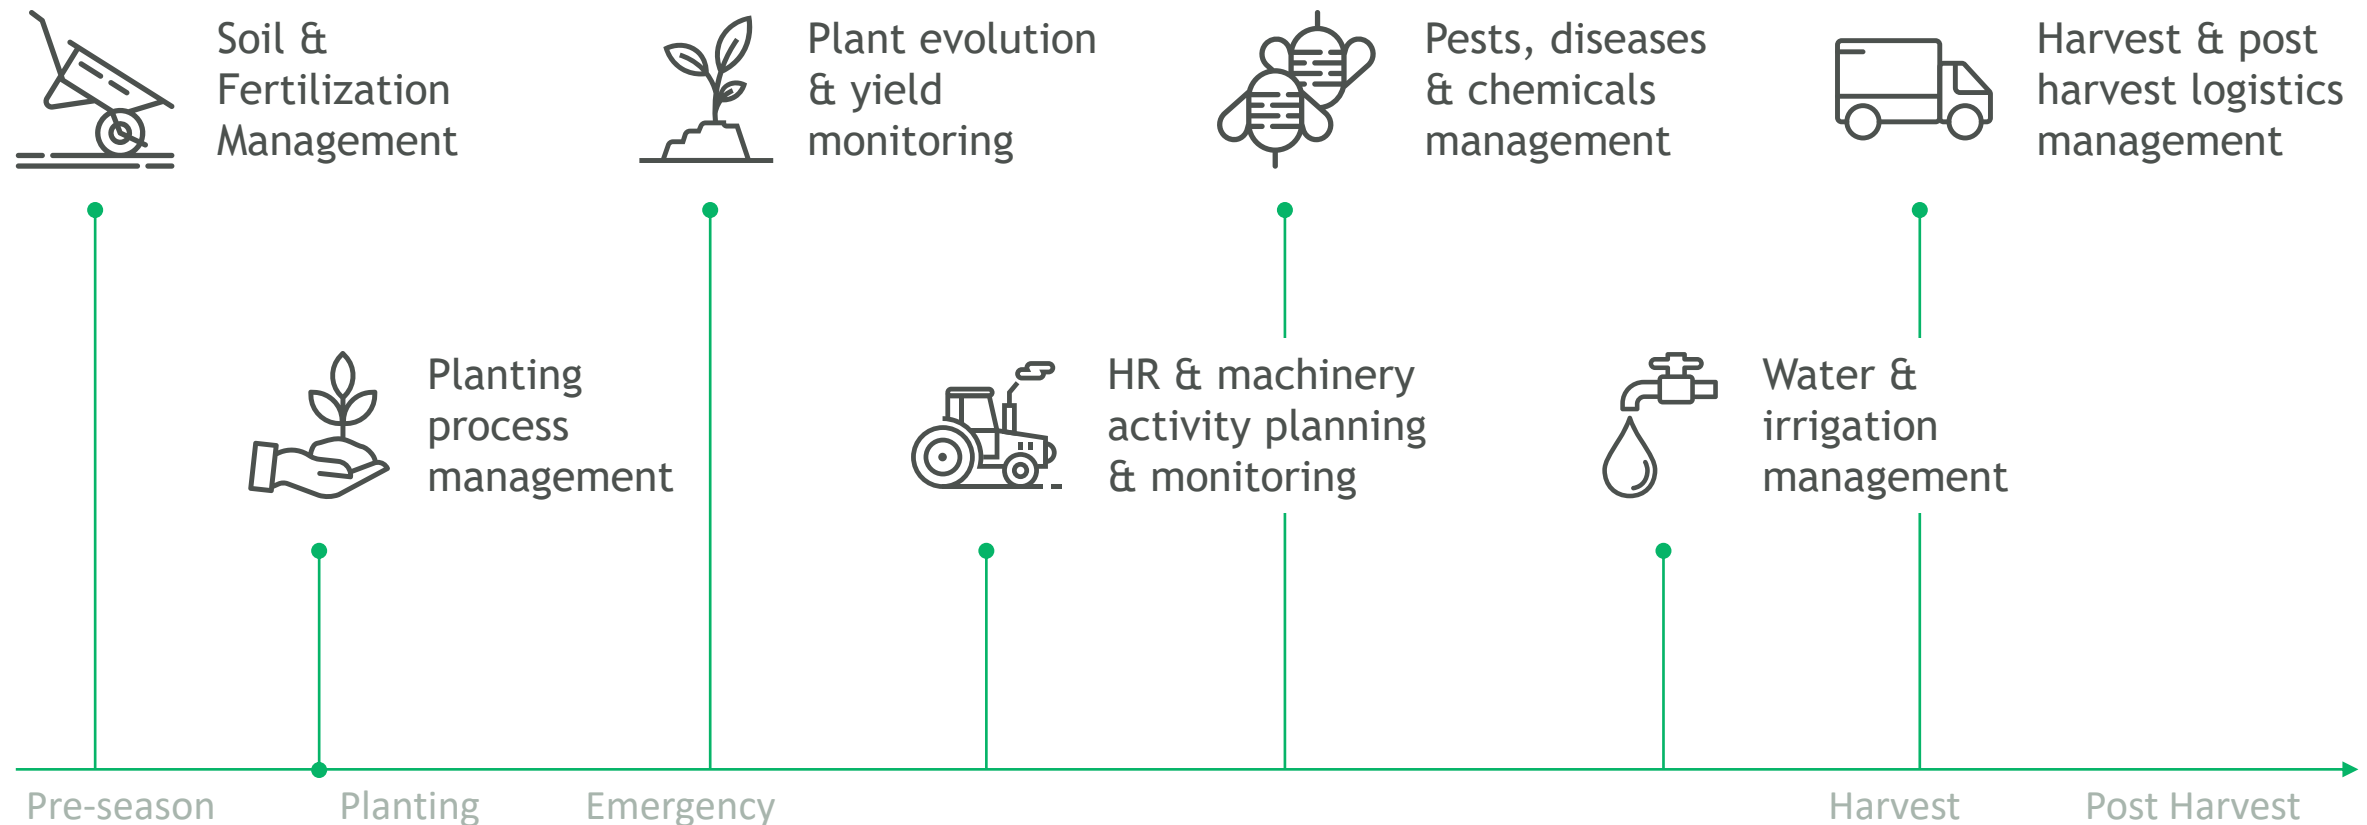 Soil &
Fertilization
Management
Plant evolution
& yield
monitoring
Pests, diseases
& chemicals
management
Harvest & post
harvest logistics
management
Planting
process
management
HR & machinery
activity planning
& monitoring
Water &
irrigation
management
Pre-season
Planting
Emergency
Harvest
Post Harvest